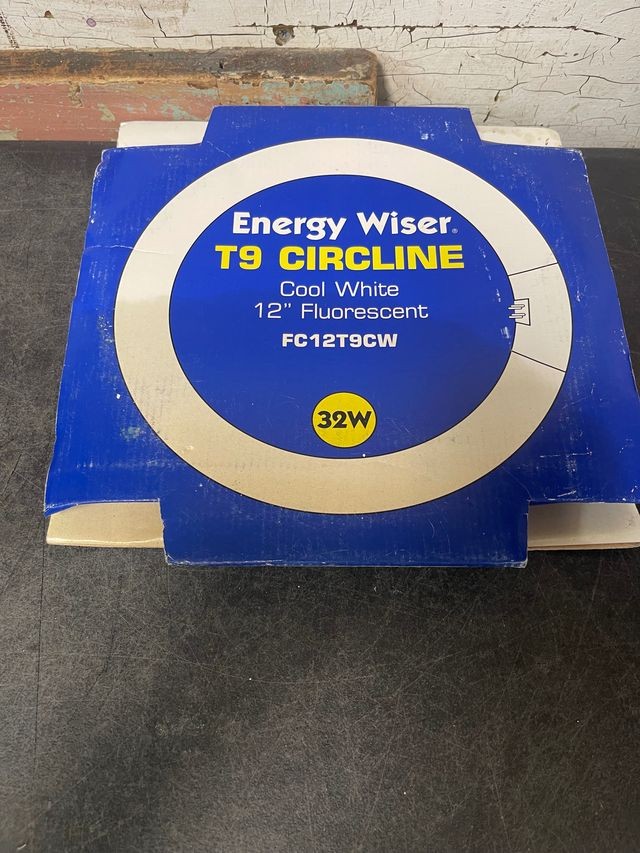 Energy Wiser®
T9 CIRCLINE
Cool White
12” Fluorescent
FC12T9CW
32W